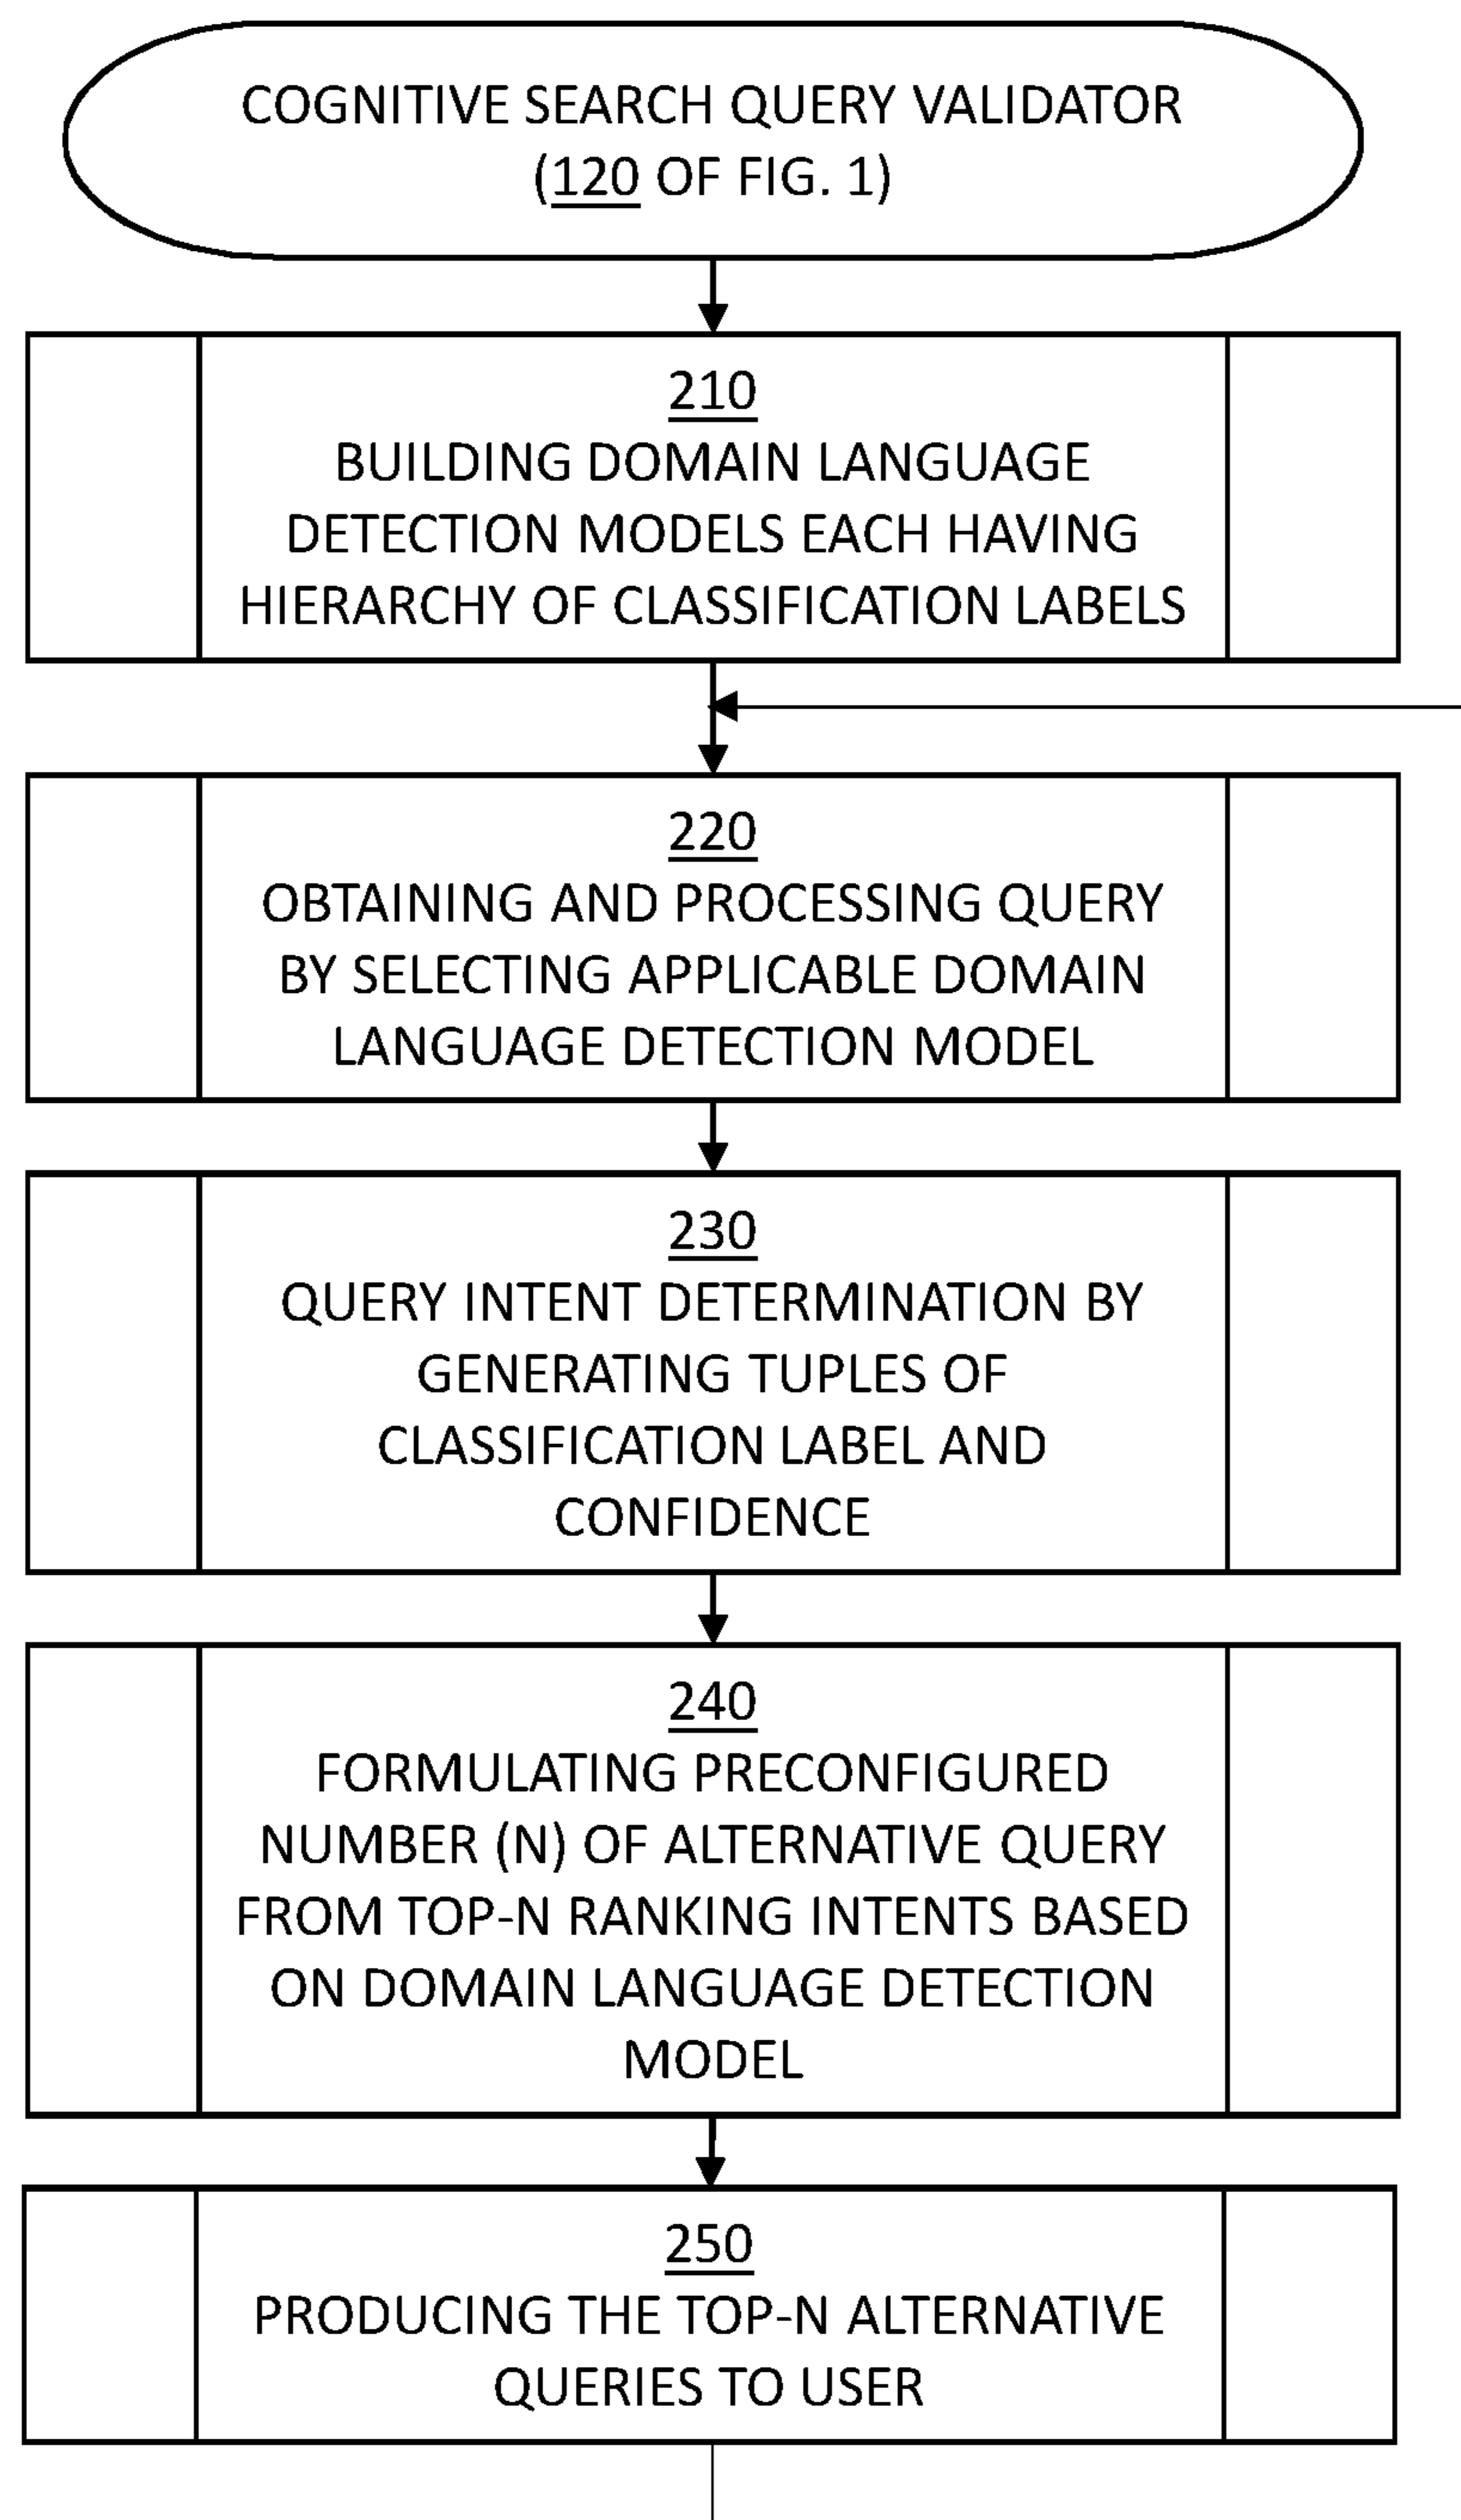 COGNITIVE SEARCH QUERY VALIDATOR
(120 OF FIG. 1)
210
BUILDING DOMAIN LANGUAGE
DETECTION MODELS EACH HAVING
HIERARCHY OF CLASSIFICATION LABELS
220
OBTAINING AND PROCESSING QUERY
BY SELECTING APPLICABLE DOMAIN
LANGUAGE DETECTION MODEL
230
QUERY INTENT DETERMINATION BY
GENERATING TUPLES OF
CLASSIFICATION LABEL AND
CONFIDENCE
240
FORMULATING PRECONFIGURED
NUMBER (N) OF ALTERNATIVE QUERY
FROM TOP-N RANKING INTENTS BASED
ON DOMAIN LANGUAGE DETECTION
MODEL
250
PRODUCING THE TOP-N ALTERNATIVE
QUERIES TO USER